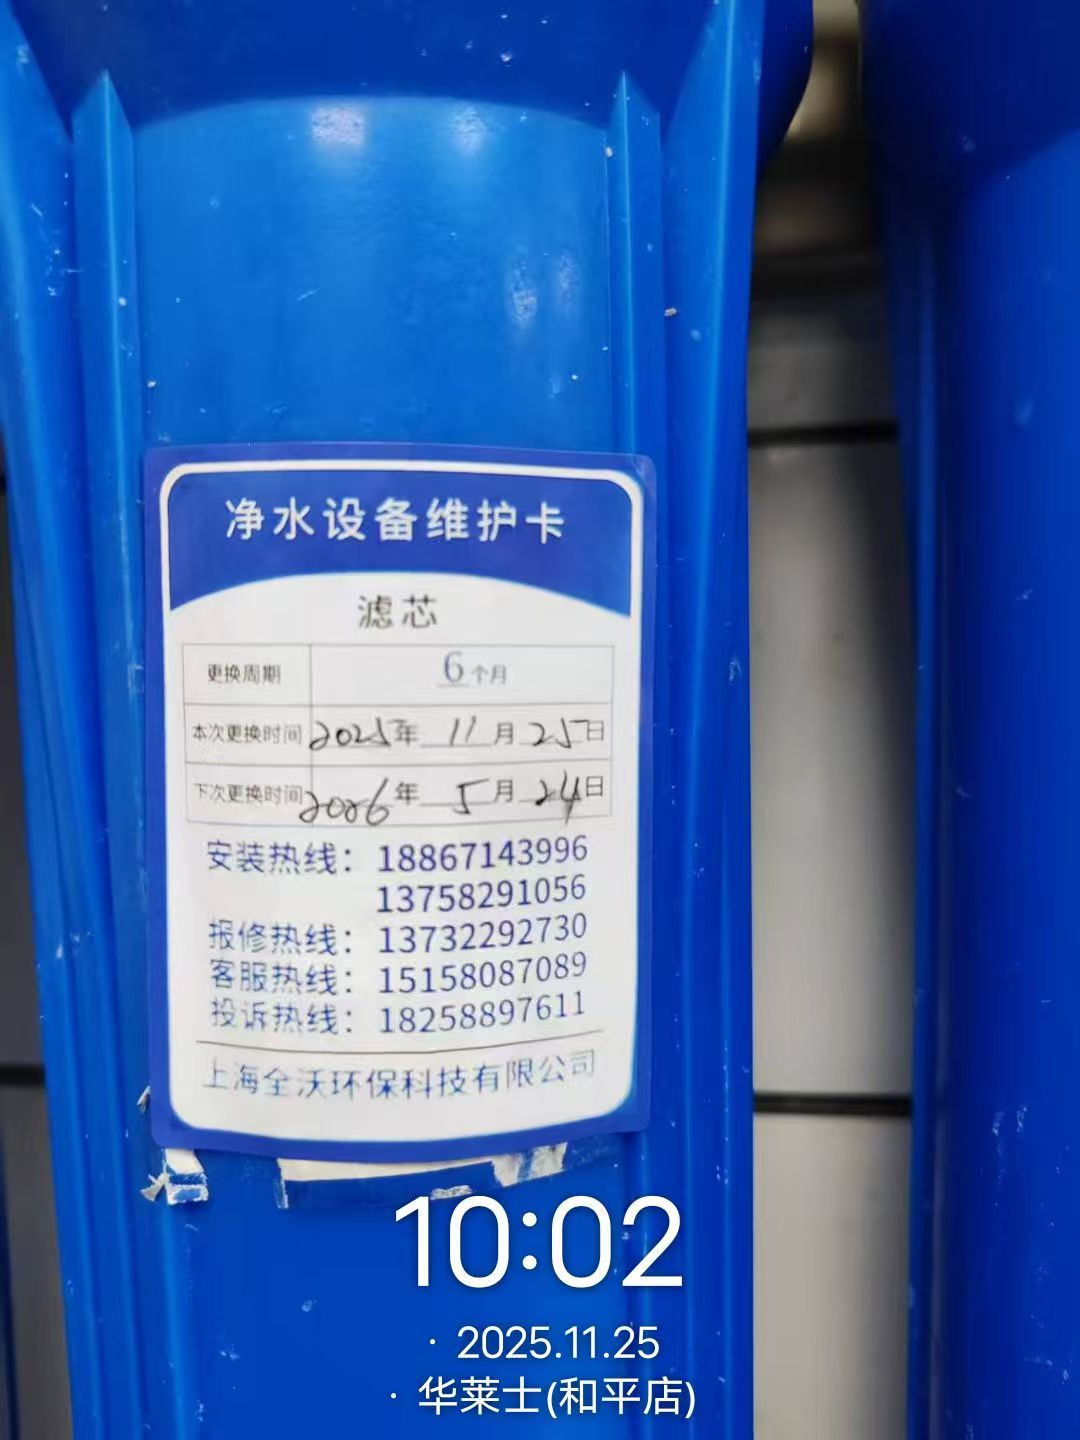 净水设备维护卡
滤芯
更换周期 6个月
本次更换时间 2025年 11月 25日
下次更换时间 2026年 5月 24日
安装热线：18867143996
13758291056
报修热线：13732292730
客服热线：15158087089
投诉热线：18258897611
上海全沃环保科技有限公司
10:02
· 2025.11.25
· 华莱士(和平店)